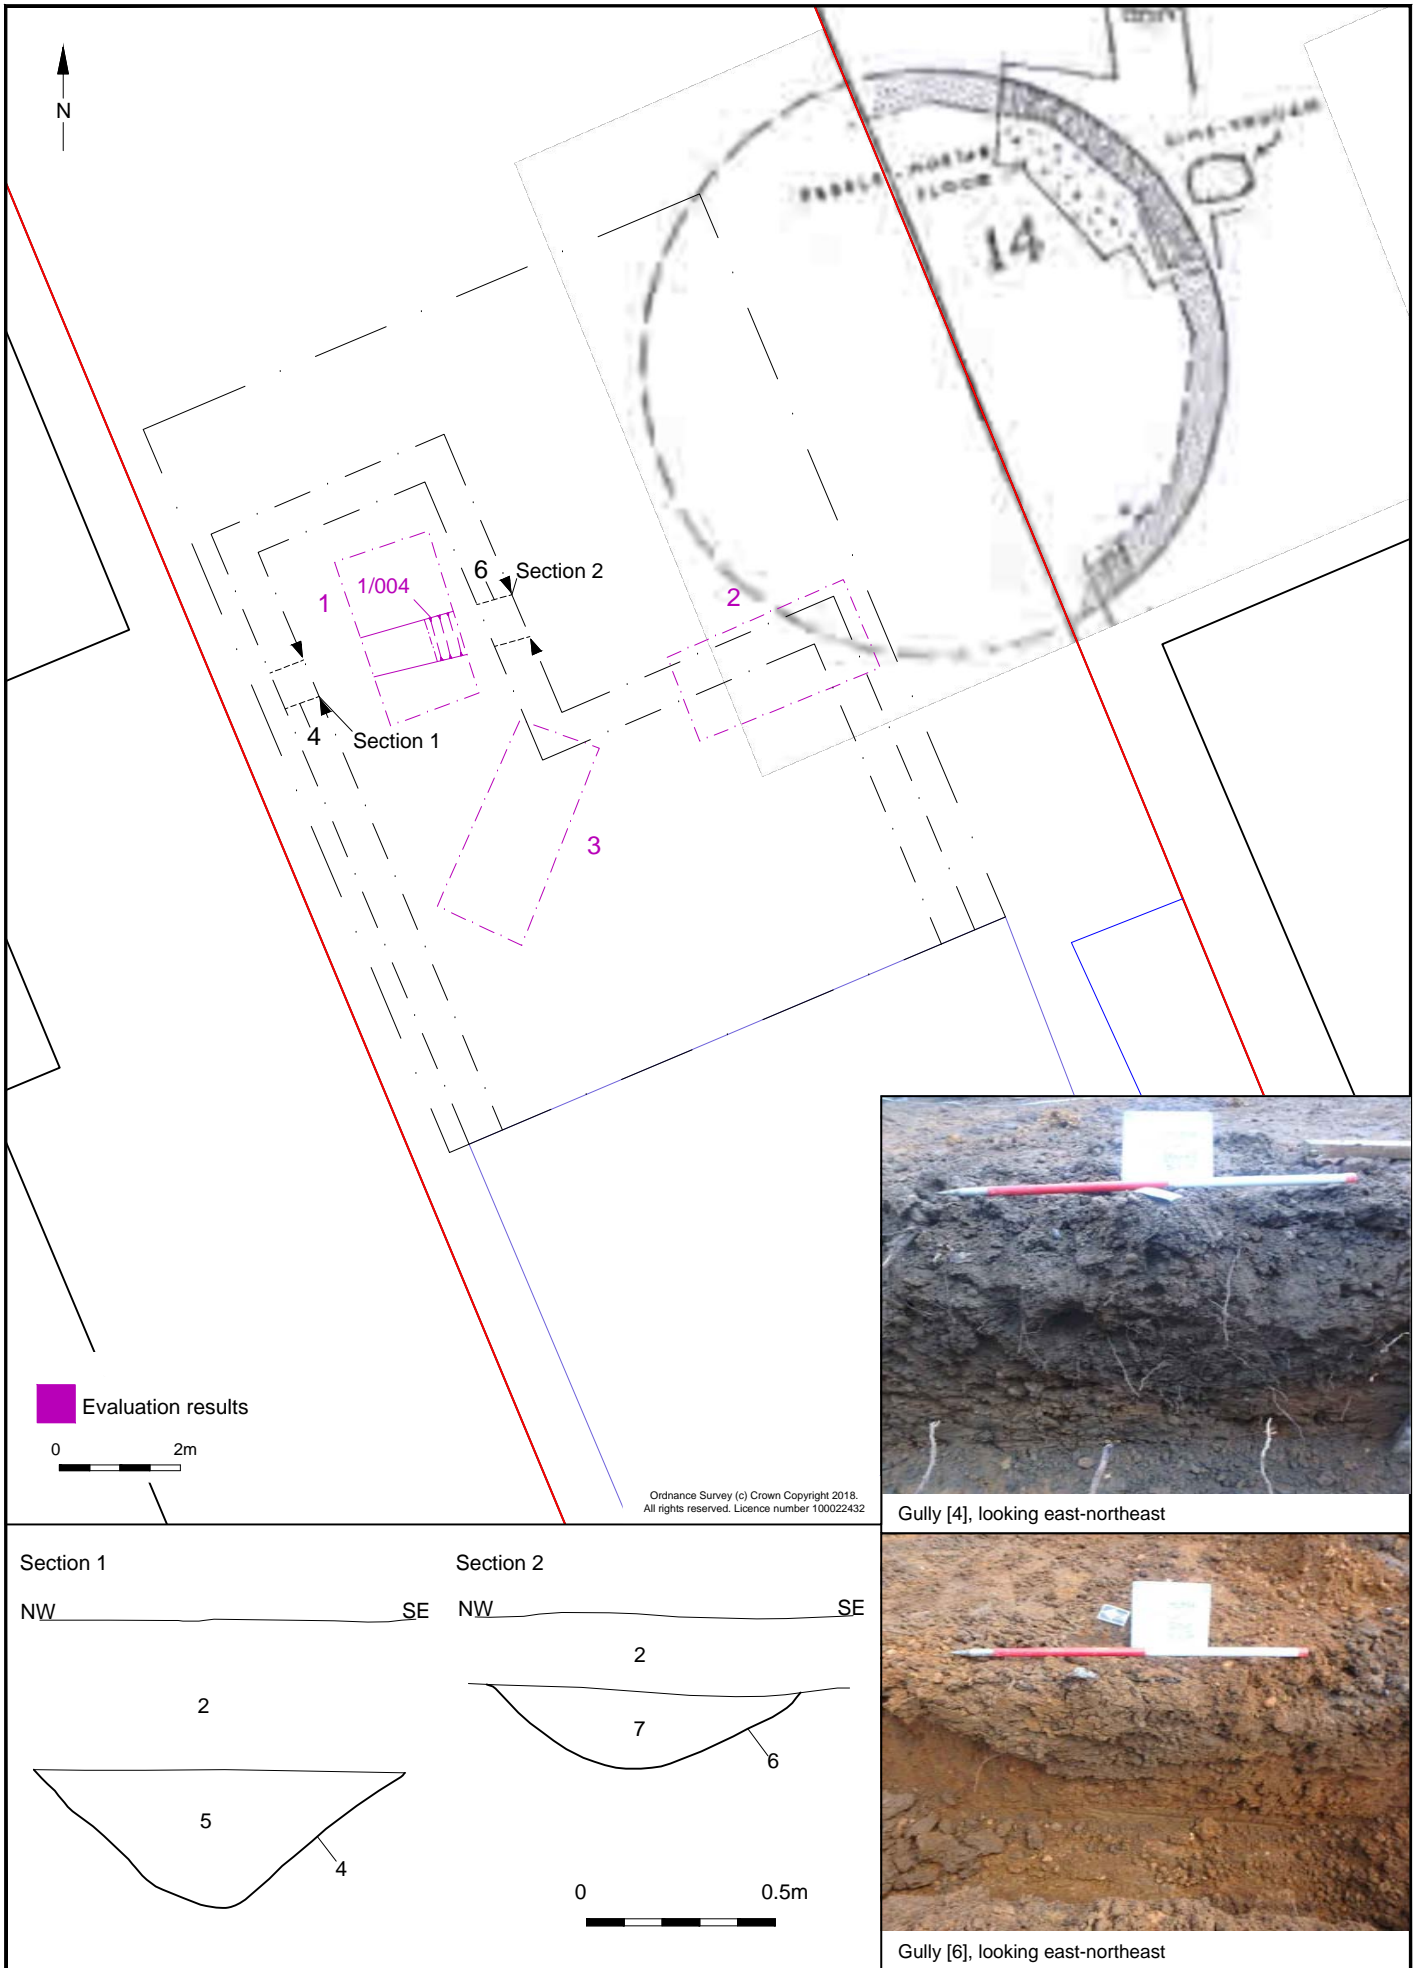 N
FLOOR
14
1
1/004
6
Section 2
2
4
Section 1
3
Evaluation results
0 2m
Ordnance Survey (c) Crown Copyright 2018.
All rights reserved. Licence number 100022432
Gully [4], looking east-northeast
Section 1
NW SE
2
5
4
Section 2
NW SE
2
7
6
0 0.5m
Gully [6], looking east-northeast